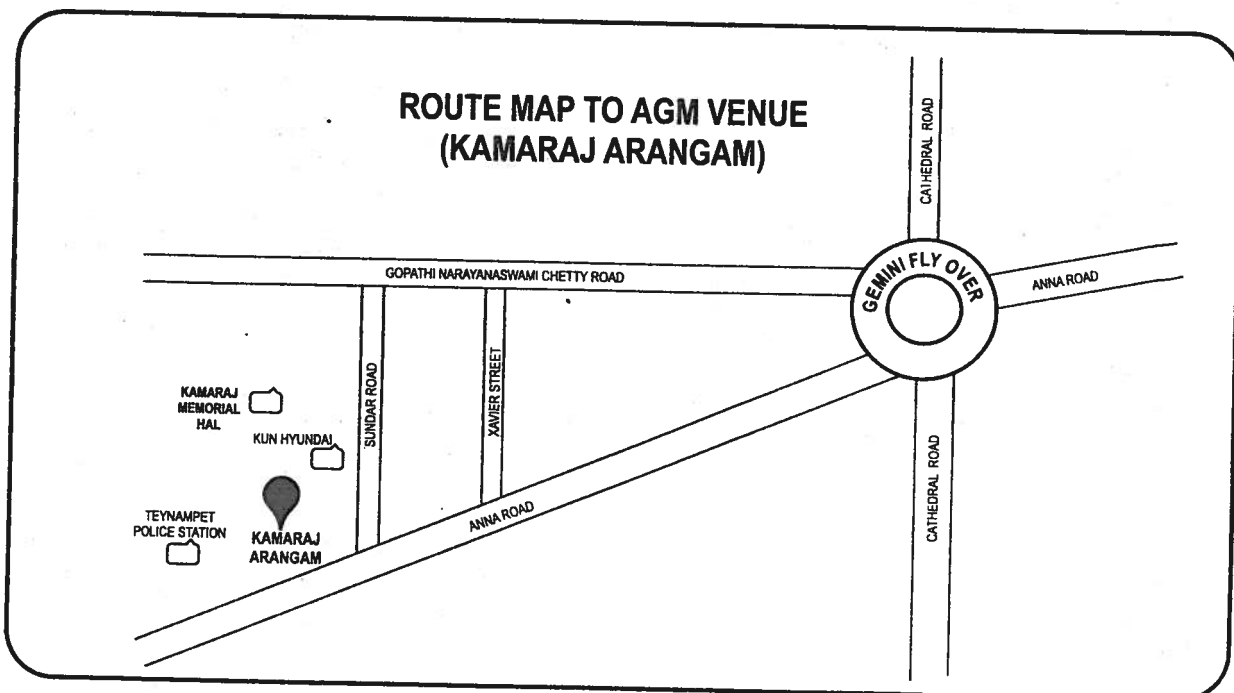 ROUTE MAP TO AGM VENUE
(KAMARAJ ARANGAM)
CATHEDRAL ROAD
GOPATHI NARAYANASWAMI CHETTY ROAD
GEMINI FLY OVER
ANNA ROAD
SUNDAR ROAD
XAVIER STREET
KAMARAJ
MEMORIAL
HAL
KUN HYUNDAI
TEYNAMPET
POLICE STATION
KAMARAJ
ARANGAM
ANNA ROAD
CATHEDRAL ROAD